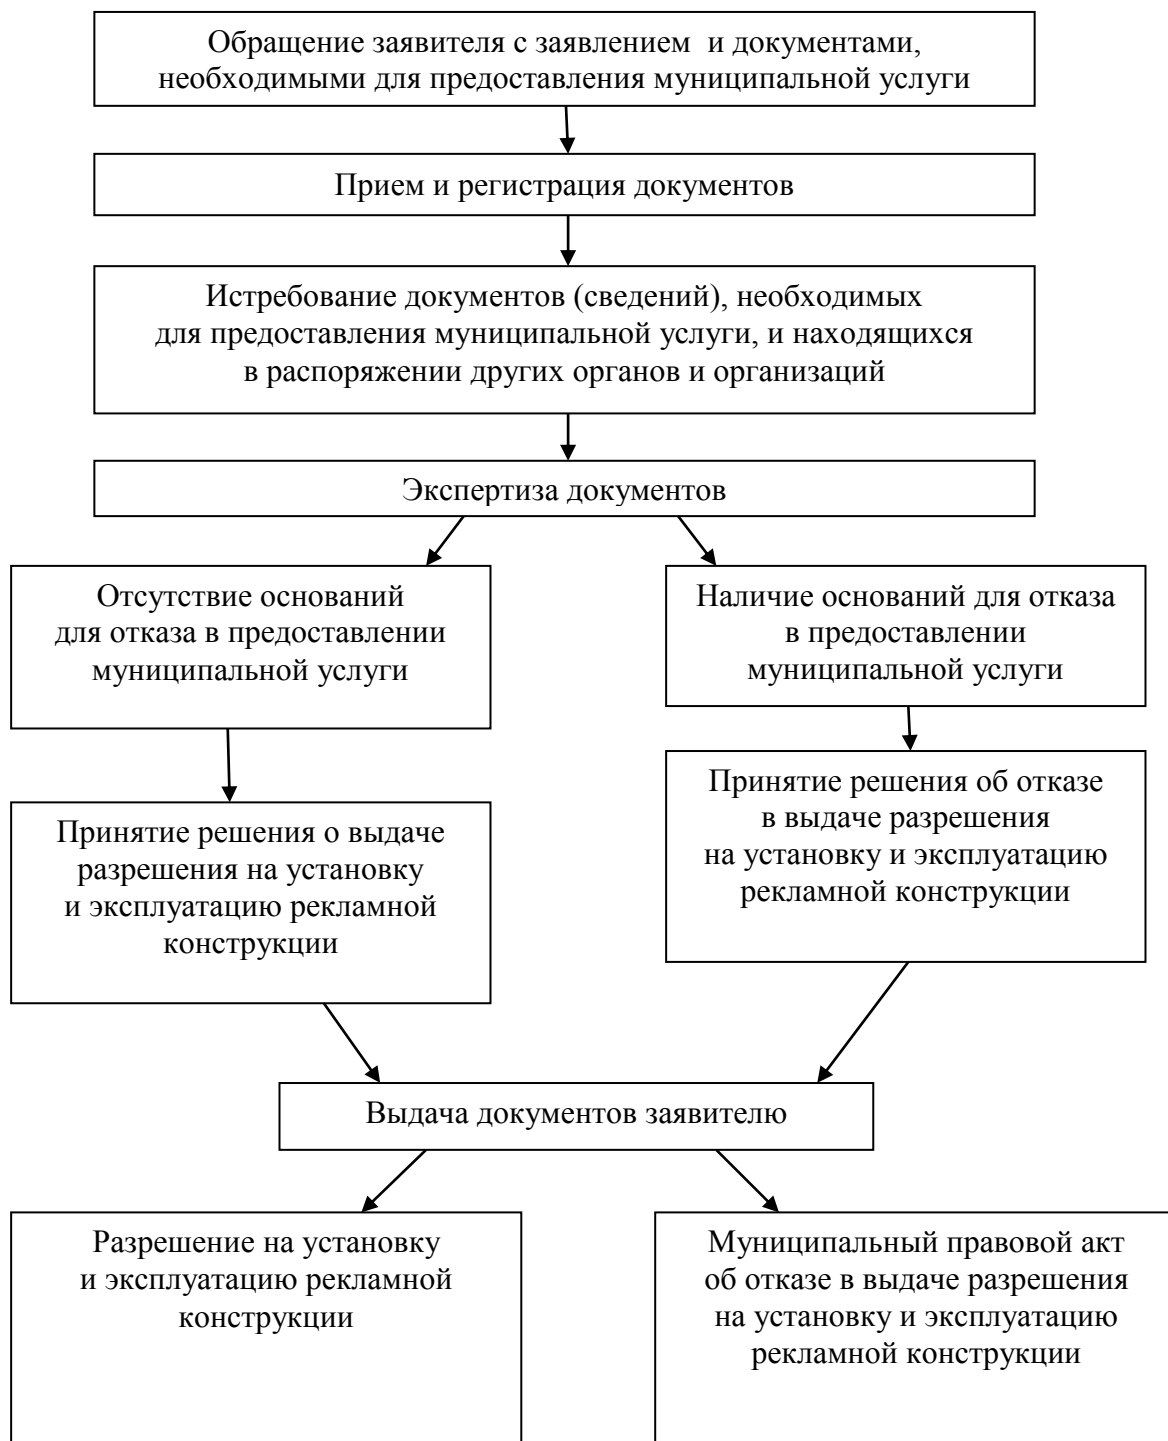 Обращение заявителя с заявлением и документами,
необходимыми для предоставления муниципальной услуги
Прием и регистрация документов
Истребование документов (сведений), необходимых
для предоставления муниципальной услуги, и находящихся
в распоряжении других органов и организаций
Экспертиза документов
Отсутствие оснований
для отказа в предоставлении
муниципальной услуги
Наличие оснований для отказа
в предоставлении
муниципальной услуги
Принятие решения о выдаче
разрешения на установку
и эксплуатацию рекламной
конструкции
Принятие решения об отказе
в выдаче разрешения
на установку и эксплуатацию
рекламной конструкции
Выдача документов заявителю
Разрешение на установку
и эксплуатацию рекламной
конструкции
Муниципальный правовой акт
об отказе в выдаче разрешения
на установку и эксплуатацию
рекламной конструкции